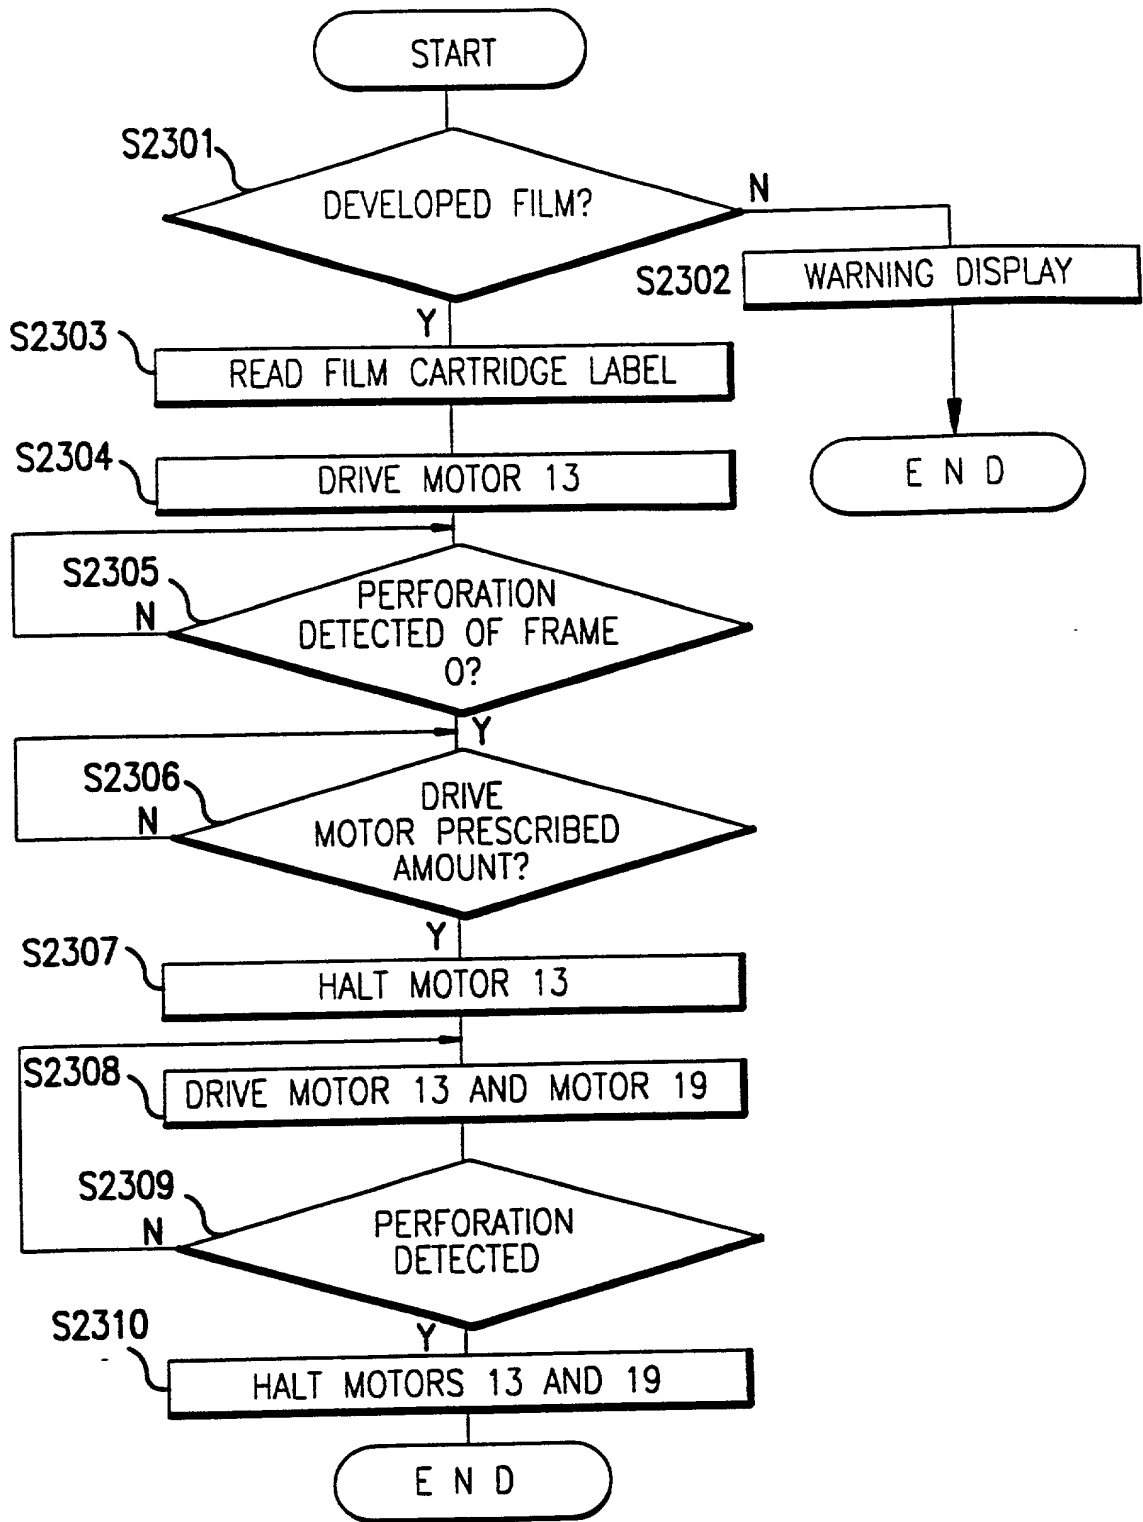 START
S2301
DEVELOPED FILM?
N
S2302
WARNING DISPLAY
Y
S2303
READ FILM CARTRIDGE LABEL
END
S2304
DRIVE MOTOR 13
S2305
N
PERFORATION
DETECTED OF FRAME
0?
Y
S2306
N
DRIVE
MOTOR PRESCRIBED
AMOUNT?
Y
S2307
HALT MOTOR 13
S2308
DRIVE MOTOR 13 AND MOTOR 19
S2309
N
PERFORATION
DETECTED
Y
S2310
HALT MOTORS 13 AND 19
END